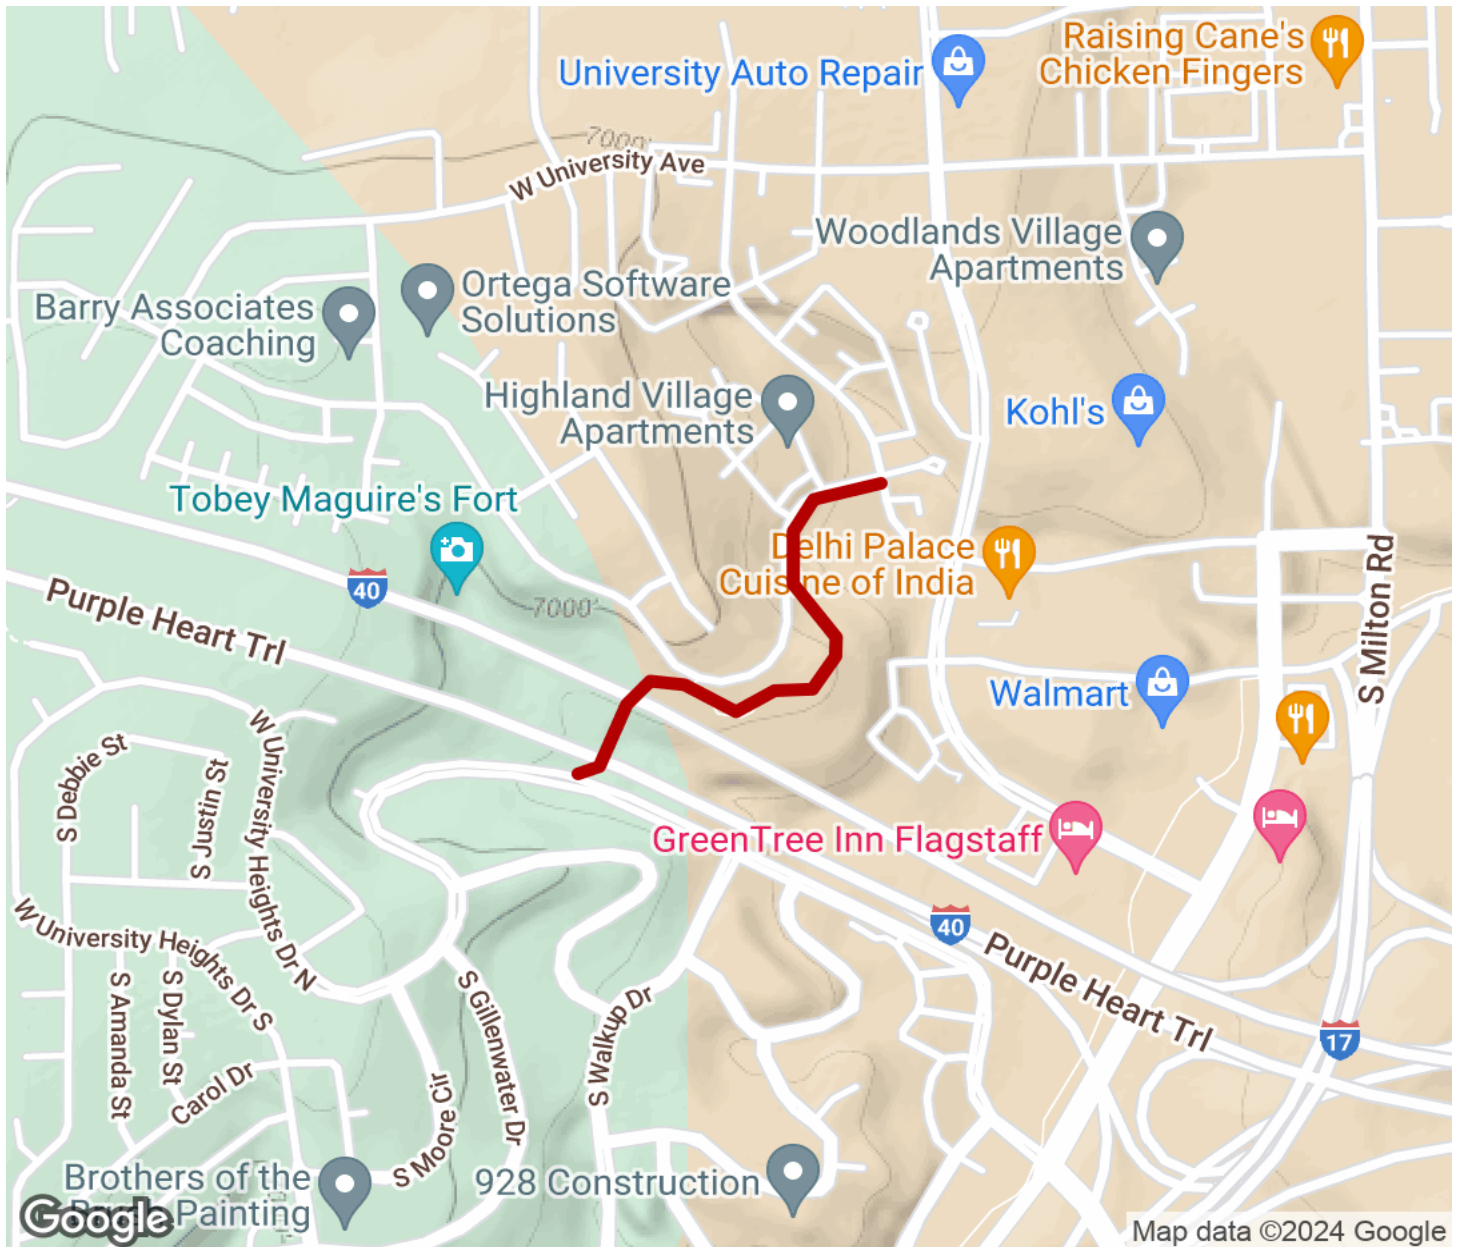 Raising Cane's
Chicken Fingers
University Auto Repair
7000'
W University Ave
Woodlands Village
Apartments
Ortega Software
Solutions
Barry Associates
Coaching
Highland Village
Apartments
Kohl's
Tobey Maguire's Fort
Delhi Palace
Cuisine of India
40
7000'
Purple Heart Trl
S Milton Rd
Walmart
W University Heights Dr N
S Debbie St
S Justin St
GreenTree Inn Flagstaff
40
Purple Heart Trl
W University Heights Dr S
S Amanda St
S Dylan St
S Gillenwater Dr
S Walkup Dr
17
Carol Dr
S Moore Cir
Brothers of the
Brush Painting
928 Construction
Google
Map data ©2024 Google